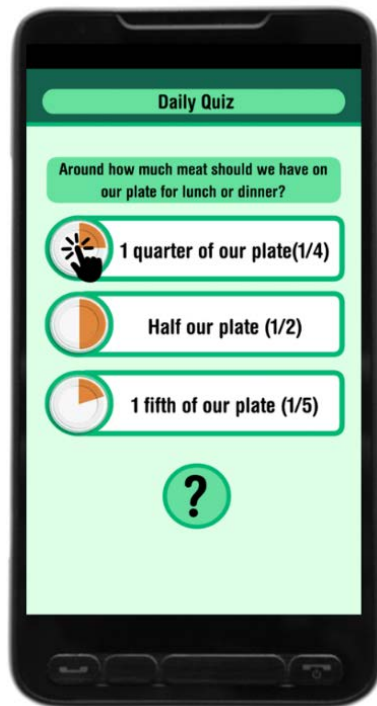 Daily Quiz
Around how much meat should we have on
our plate for lunch or dinner?
1 quarter of our plate(1/4)
Half our plate (1/2)
1 fifth of our plate (1/5)
?